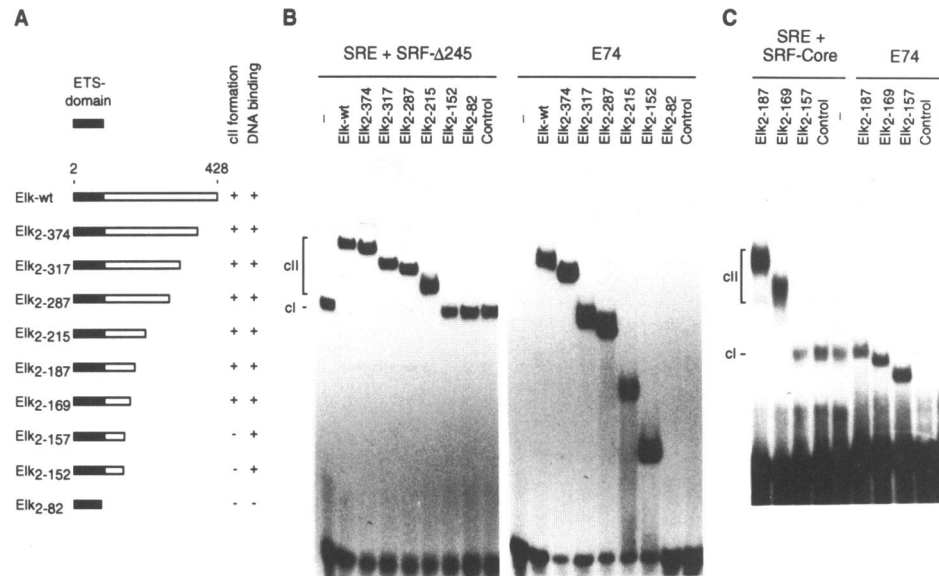 A
ETS-
domain
cII formation
DNA binding
2 428
Elk-wt + +
Elk2-374 + +
Elk2-317 + +
Elk2-287 + +
Elk2-215 + +
Elk2-187 + +
Elk2-169 + +
Elk2-157 - +
Elk2-152 - +
Elk2-82 - -
B
SRE + SRF-Δ245
–
Elk-wt
Elk2-374
Elk2-317
Elk2-287
Elk2-215
Elk2-152
Elk2-82
Control
E74
–
Elk-wt
Elk2-374
Elk2-317
Elk2-287
Elk2-215
Elk2-152
Elk2-82
Control
cII
cI -
C
SRE +
SRF-Core
Elk2-187
Elk2-169
Elk2-157
Control
–
E74
Elk2-187
Elk2-169
Elk2-157
Control
cII
cI -